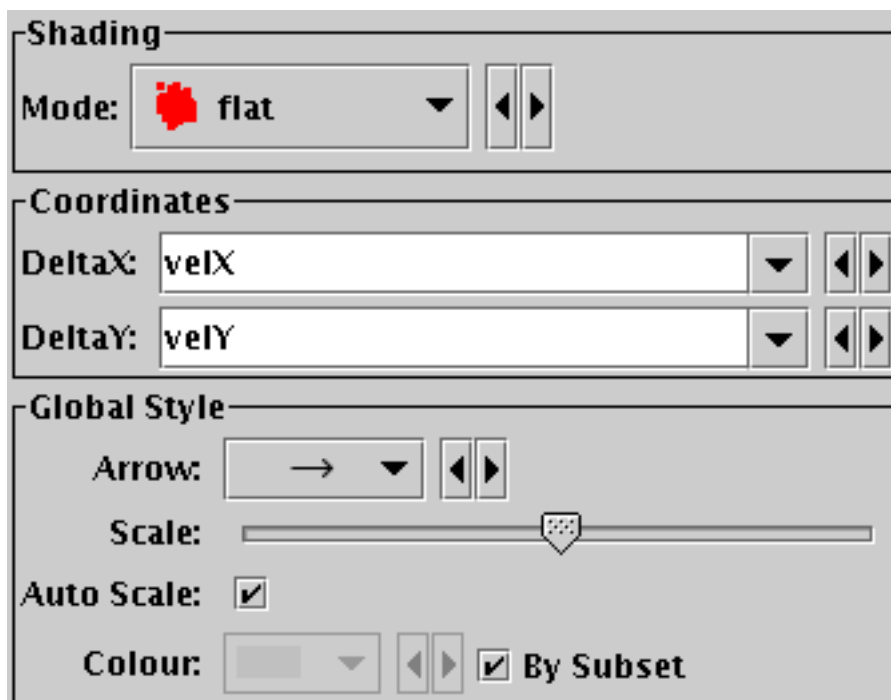 Shading
Mode: flat
Coordinates
DeltaX: velX
DeltaY: velY
Global Style
Arrow:
Scale:
Auto Scale:
Colour: By Subset